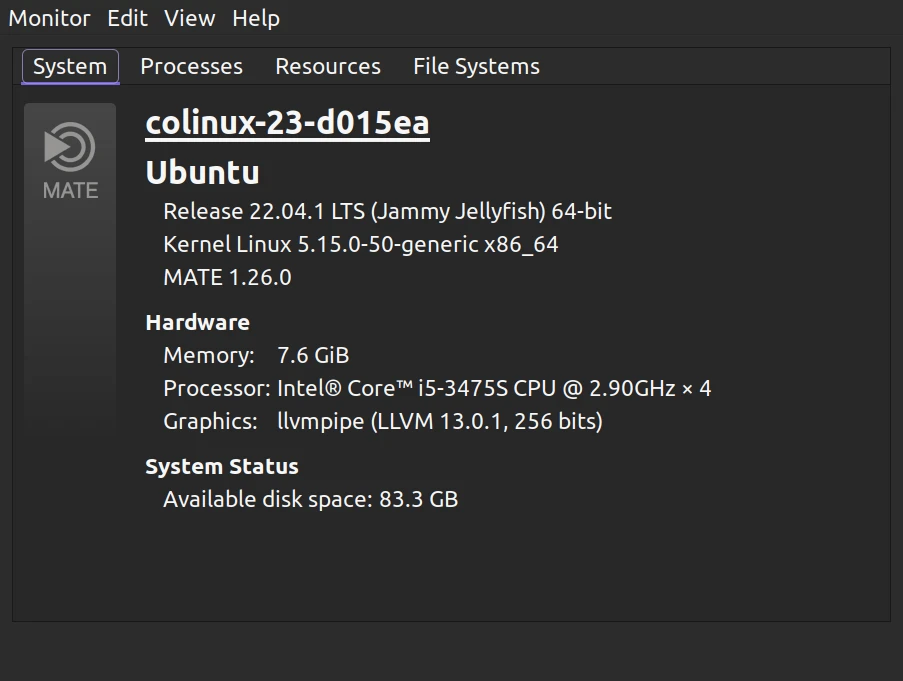 Monitor Edit View Help
System Processes Resources File Systems
MATE
colinux-23-d015ea
Ubuntu
Release 22.04.1 LTS (Jammy Jellyfish) 64-bit
Kernel Linux 5.15.0-50-generic x86_64
MATE 1.26.0
Hardware
Memory: 7.6 GiB
Processor: Intel® Core™ i5-3475S CPU @ 2.90GHz × 4
Graphics: llvmpipe (LLVM 13.0.1, 256 bits)
System Status
Available disk space: 83.3 GB